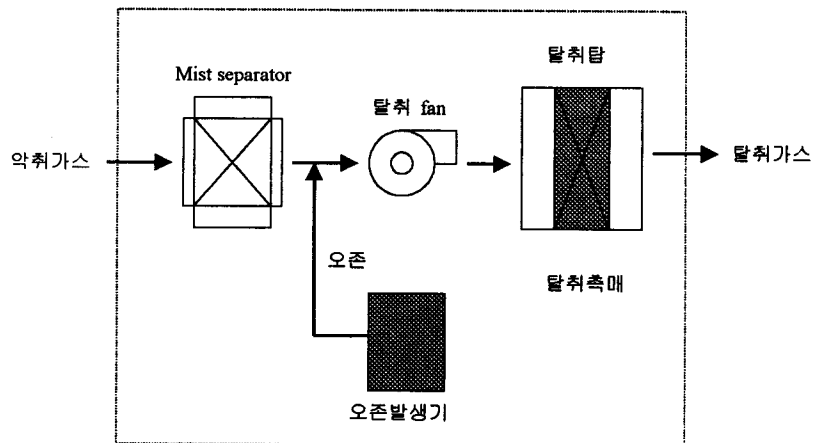 탈취탑
Mist separator
탈취 fan
악취가스
탈취가스
오존
탈취촉매
오존발생기